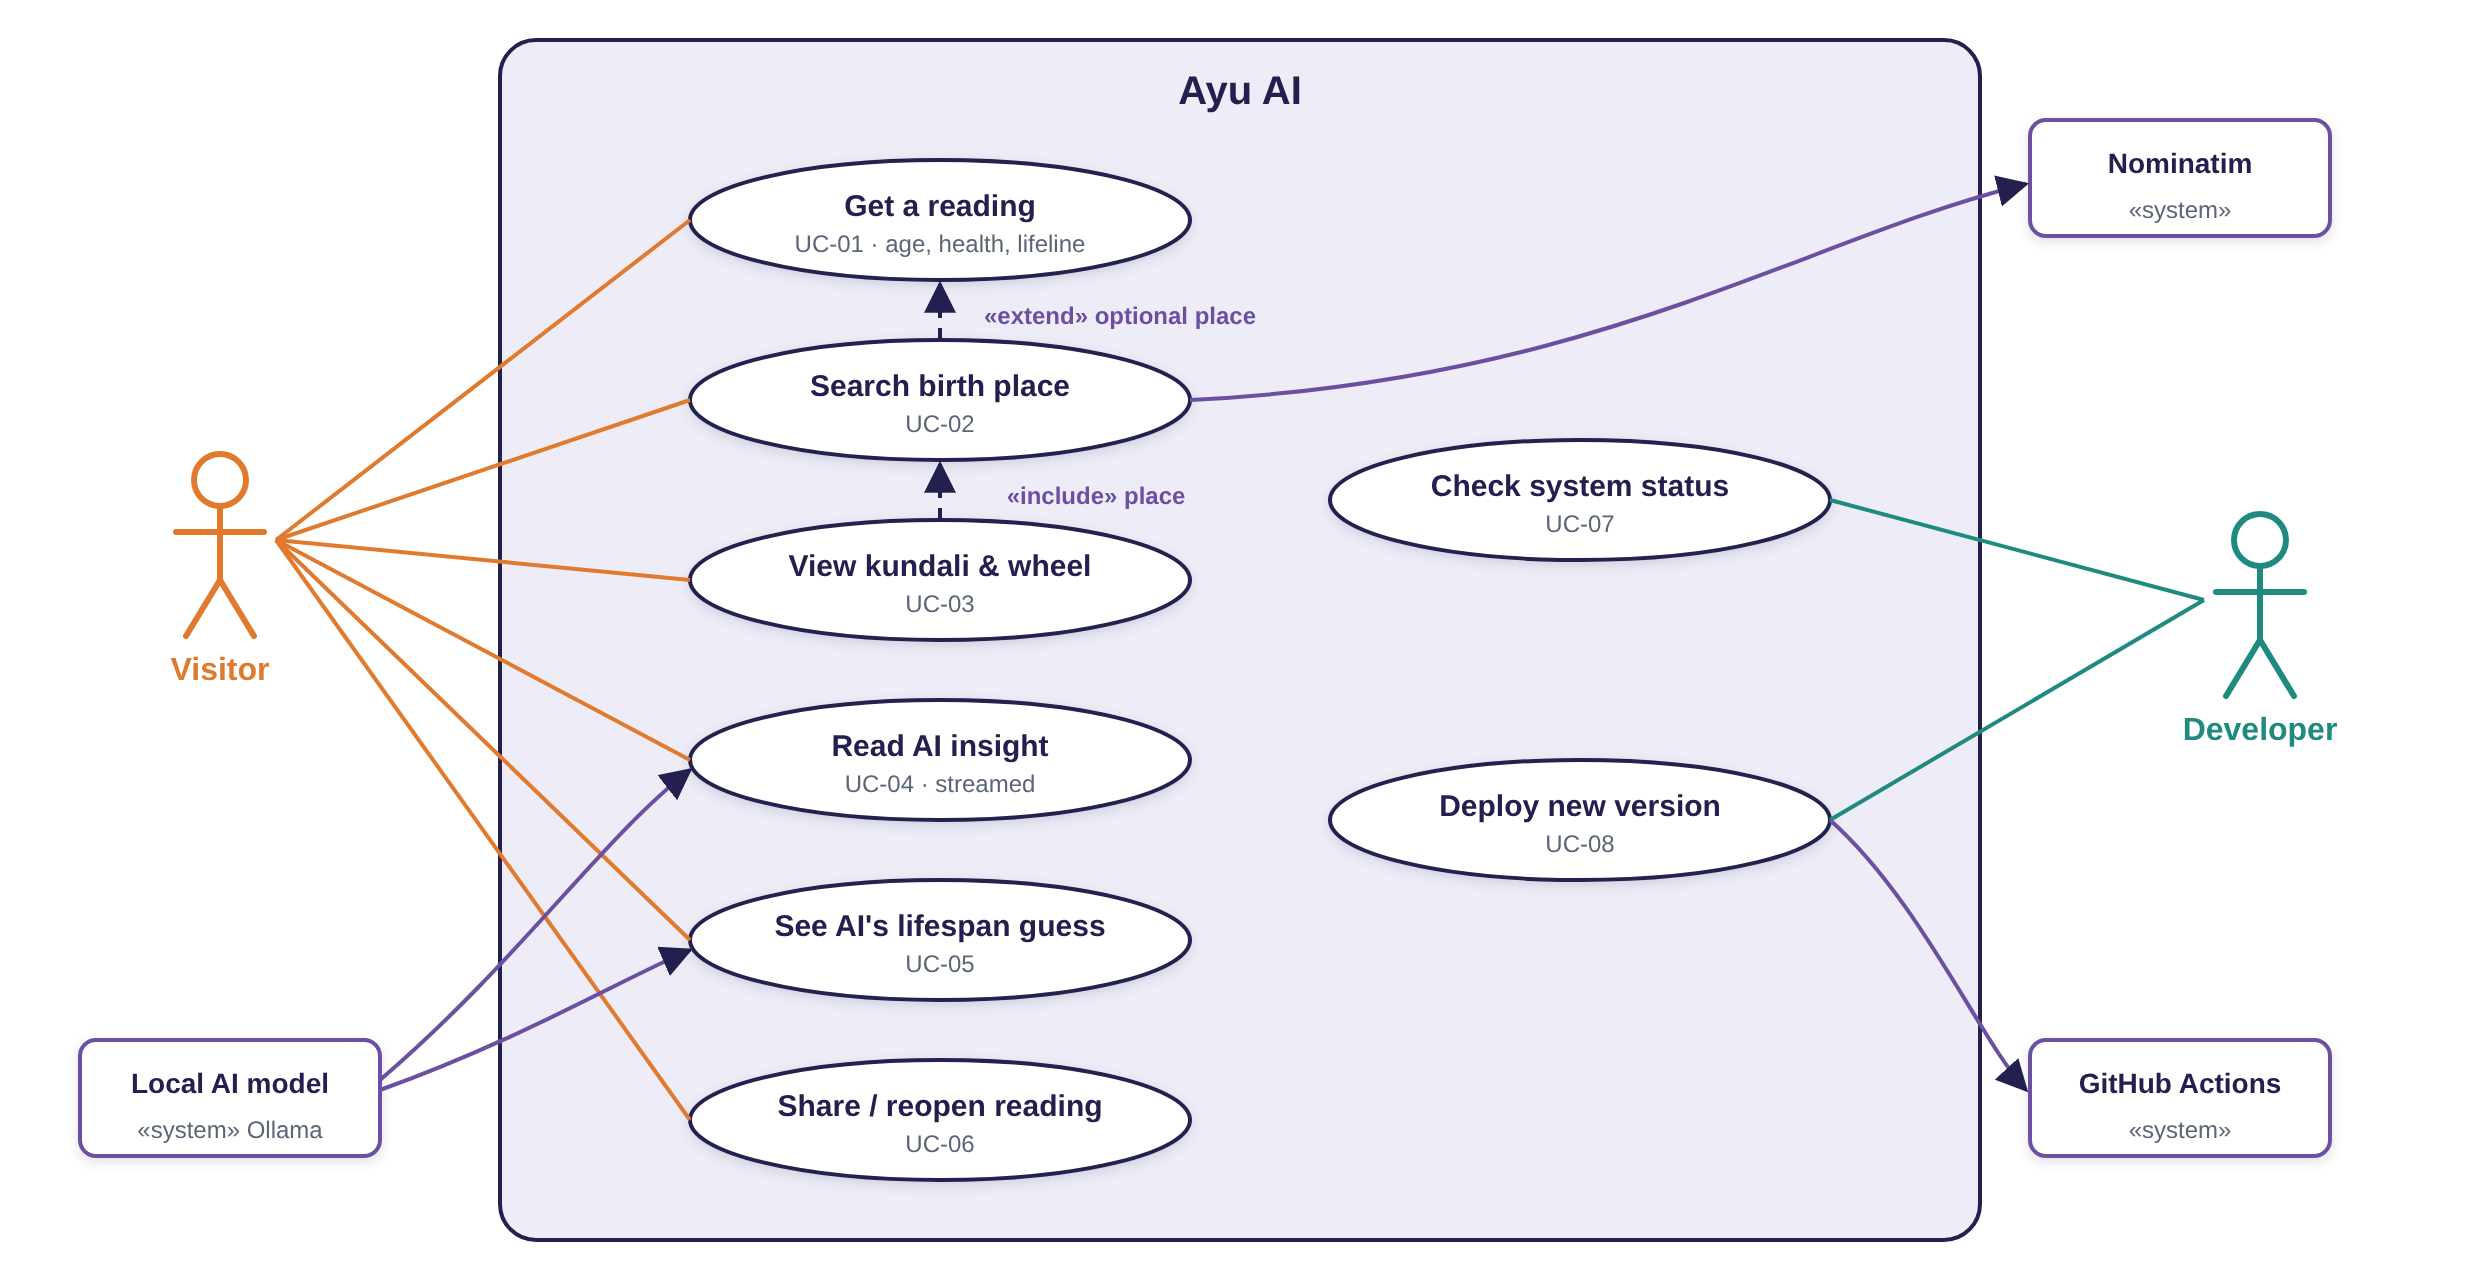 Ayu AI
Nominatim
«system»
Get a reading
UC-01 · age, health, lifeline
«extend» optional place
Search birth place
UC-02
«include» place
View kundali & wheel
UC-03
Check system status
UC-07
Visitor
Developer
Read AI insight
UC-04 · streamed
Deploy new version
UC-08
See AI's lifespan guess
UC-05
Local AI model
«system» Ollama
Share / reopen reading
UC-06
GitHub Actions
«system»